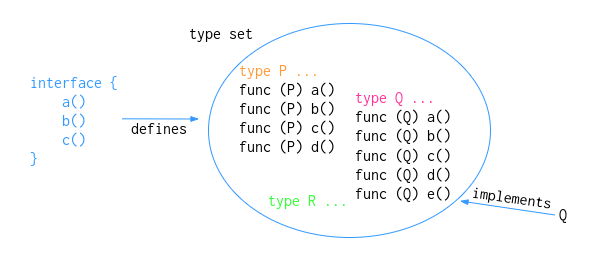 type set
interface {
    a()
    b()
    c()
}
defines
type P ...
func (P) a()
func (P) b()
func (P) c()
func (P) d()
type Q ...
func (Q) a()
func (Q) b()
func (Q) c()
func (Q) d()
func (Q) e()
type R ...
implements
Q